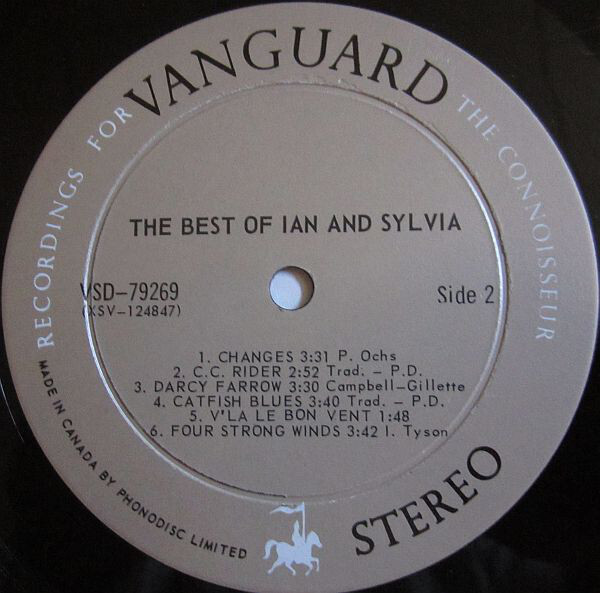 RECORDINGS FOR VANGUARD THE CONNOISSEUR
THE BEST OF IAN AND SYLVIA
VSD-79269
(XSV-124847)
Side 2
1. CHANGES 3:31 P. Ochs
2. C.C. RIDER 2:52 Trad. - P.D.
3. DARCY FARROW 3:30 Campbell-Gillette
4. CATFISH BLUES 3:40 Trad. - P.D.
5. V'LA LE BON VENT 1:48
6. FOUR STRONG WINDS 3:42 I. Tyson
MADE IN CANADA BY PHONODISC LIMITED
STEREO